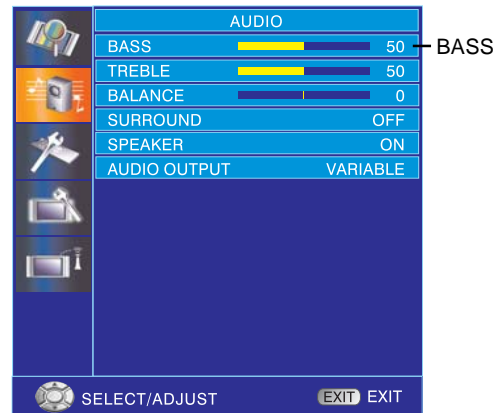 AUDIO
BASS 50 BASS
TREBLE 50
BALANCE 0
SURROUND OFF
SPEAKER ON
AUDIO OUTPUT VARIABLE
SELECT/ADJUST EXIT EXIT